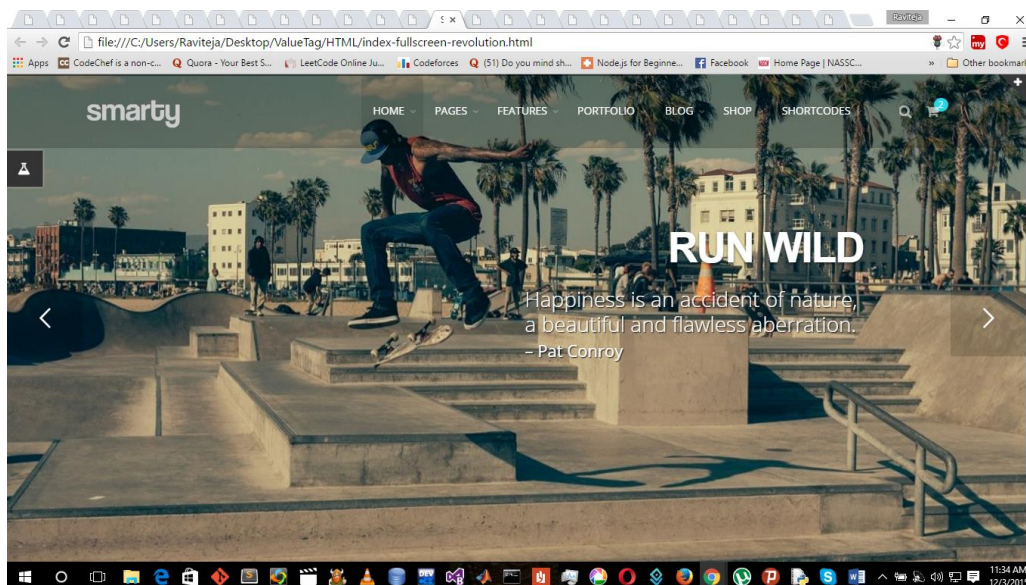 Raviteja
file:///C:/Users/Raviteja/Desktop/ValueTag/HTML/index-fullscreen-revolution.html
Apps CodeChef is a non-c... Quora - Your Best S... LeetCode Online Ju... Codeforces (51) Do you mind sh... Node.js for Beginne... Facebook Home Page | NASSC... » Other bookmar
smarty
HOME PAGES FEATURES PORTFOLIO BLOG SHOP SHORTCODES 2
RUN WILD
Happiness is an accident of nature,
a beautiful and flawless aberration.
– Pat Conroy
11:34 AM